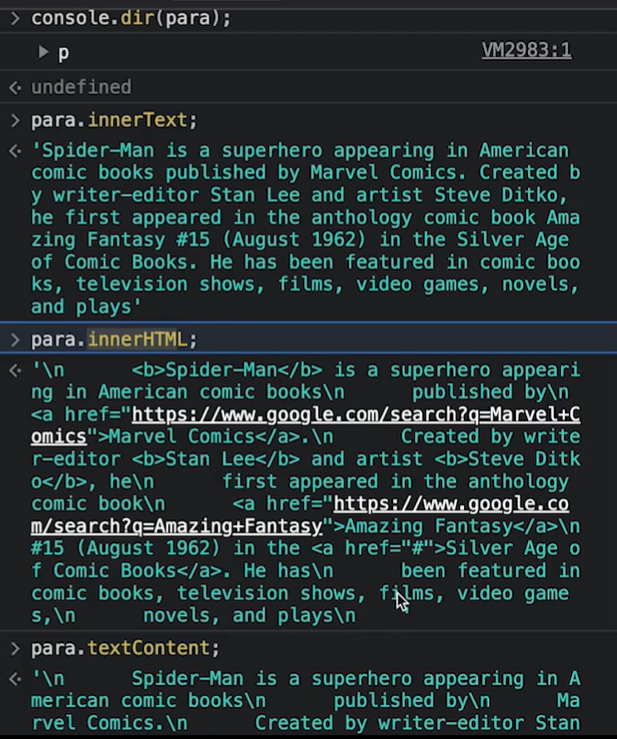 > console.dir(para);
▶ p VM2983:1
<· undefined
> para.innerText;
<· 'Spider-Man is a superhero appearing in American
comic books published by Marvel Comics. Created b
y writer-editor Stan Lee and artist Steve Ditko,
he first appeared in the anthology comic book Ama
zing Fantasy #15 (August 1962) in the Silver Age
of Comic Books. He has been featured in comic boo
ks, television shows, films, video games, novels,
and plays'
> para.innerHTML;
<· '\n      <b>Spider-Man</b> is a superhero appeari
ng in American comic books\n      published by\n
<a href="https://www.google.com/search?q=Marvel+C
omics">Marvel Comics</a>.\n      Created by write
r-editor <b>Stan Lee</b> and artist <b>Steve Ditk
o</b>, he\n      first appeared in the anthology
comic book\n      <a href="https://www.google.co
m/search?q=Amazing+Fantasy">Amazing Fantasy</a>\n
#15 (August 1962) in the <a href="#">Silver Age o
f Comic Books</a>. He has\n      been featured in
comic books, television shows, films, video game
s,\n      novels, and plays\n    '
> para.textContent;
<· '\n      Spider-Man is a superhero appearing in A
merican comic books\n      published by\n      Ma
rvel Comics.\n      Created by writer-editor Stan